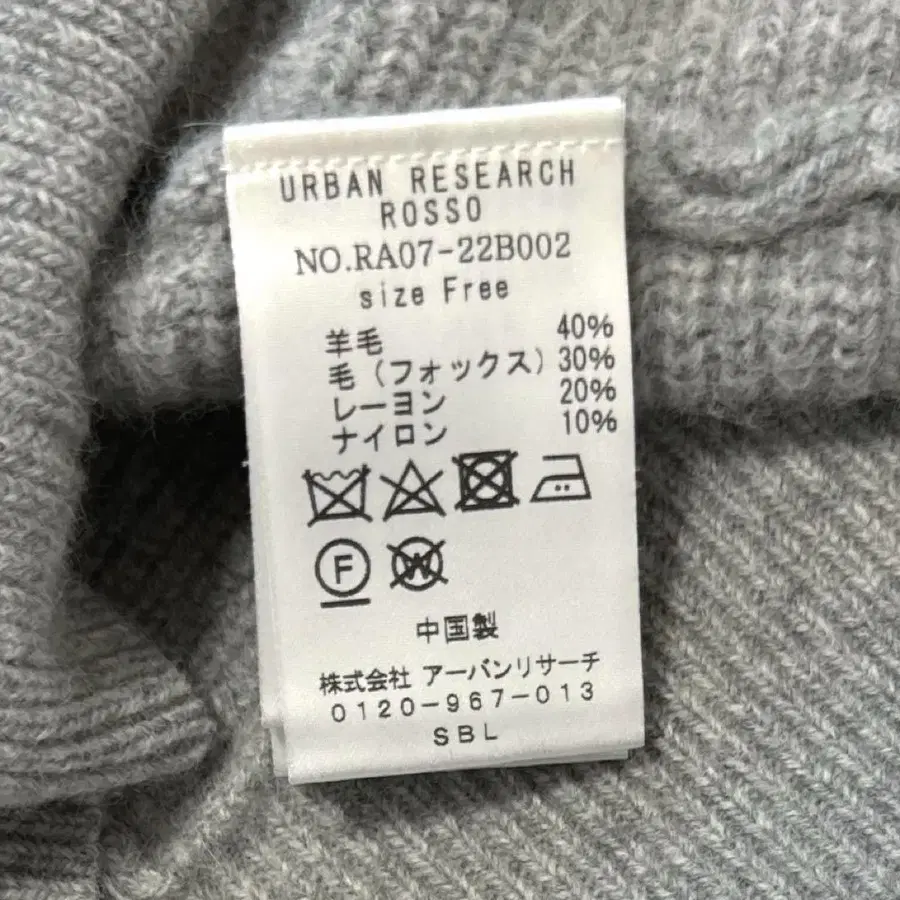 URBAN RESEARCH
ROSSO
NO.RA07-22B002
size Free
羊毛 40%
毛(フォックス) 30%
レーヨン 20%
ナイロン 10%
F W
中国製
株式会社 アーバンリサーチ
0120-967-013
SBL